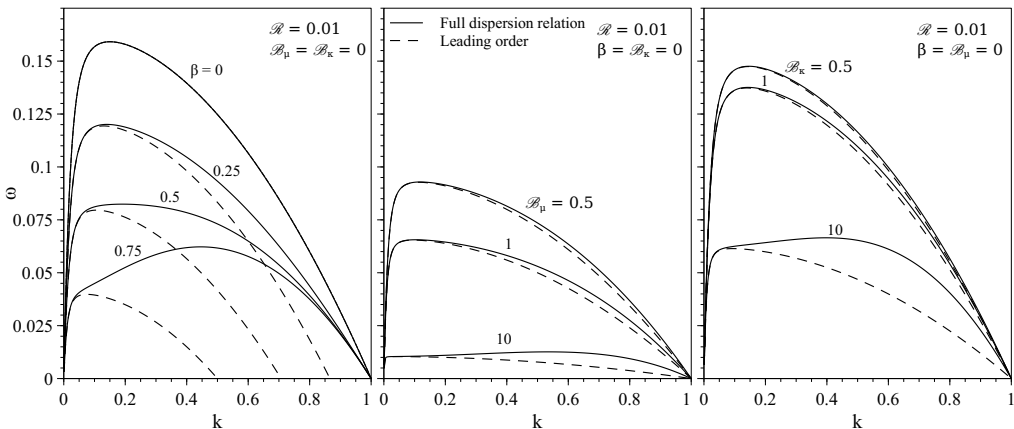 ω
0.15
0.125
0.1
0.075
0.05
0.025
0
ℛ = 0.01
ℬμ = ℬκ = 0
β = 0
0.25
0.5
0.75
0 0.2 0.4 0.6 0.8 1
k
Full dispersion relation
Leading order
ℛ = 0.01
β = ℬκ = 0
ℬμ = 0.5
1
10
0 0.2 0.4 0.6 0.8 1
k
ℛ = 0.01
β = ℬμ = 0
ℬκ = 0.5
1
10
0 0.2 0.4 0.6 0.8 1
k